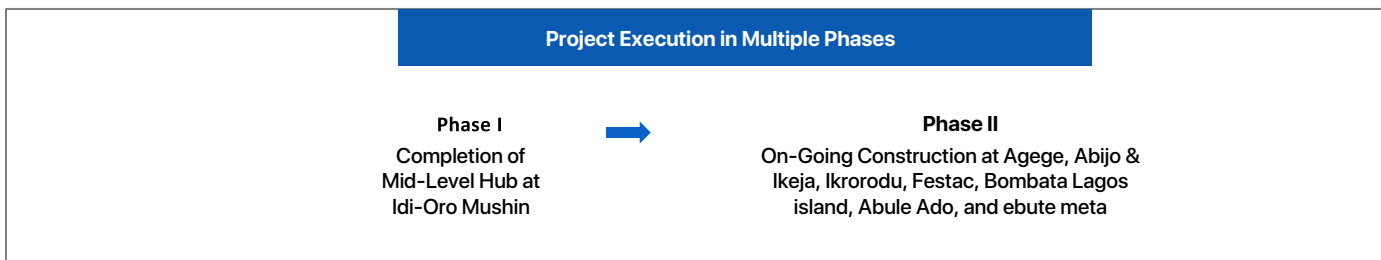 Project Execution in Multiple Phases
Phase I
Completion of
Mid-Level Hub at
Idi-Oro Mushin
Phase II
On-Going Construction at Agege, Abijo &
Ikeja, Ikrorodu, Festac, Bombata Lagos
island, Abule Ado, and ebute meta